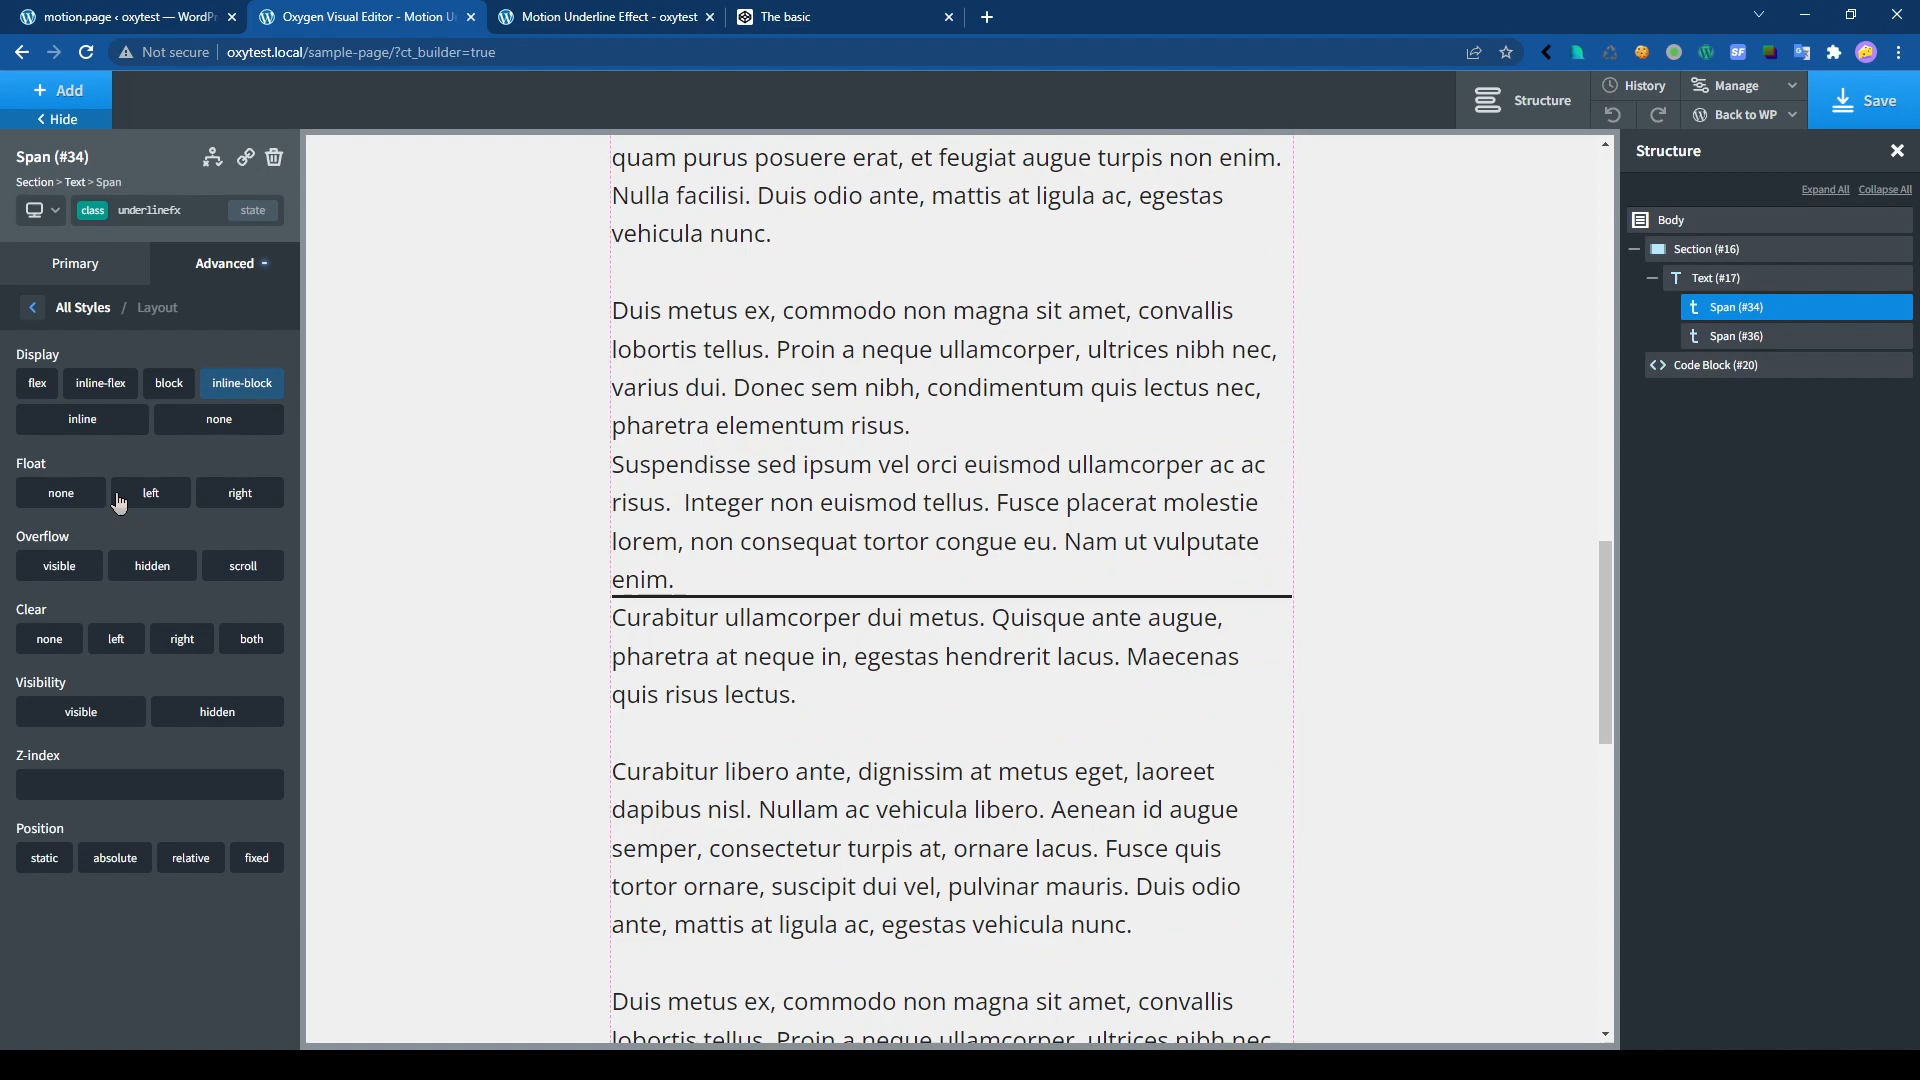 motion.page ‹ oxytest — WordPr
Oxygen Visual Editor - Motion U
Motion Underline Effect - oxytest
The basic
Not secure
oxytest.local/sample-page/?ct_builder=true
SF
+ Add
< Hide
Structure
History
Manage
Back to WP
Save
Span (#34)
Section > Text > Span
class underlinefx state
Primary
Advanced
All Styles / Layout
Display
flex inline-flex block inline-block
inline none
Float
none left right
Overflow
visible hidden scroll
Clear
none left right both
Visibility
visible hidden
Z-index
Position
static absolute relative fixed
quam purus posuere erat, et feugiat augue turpis non enim.
Nulla facilisi. Duis odio ante, mattis at ligula ac, egestas
vehicula nunc.
Duis metus ex, commodo non magna sit amet, convallis
lobortis tellus. Proin a neque ullamcorper, ultrices nibh nec,
varius dui. Donec sem nibh, condimentum quis lectus nec,
pharetra elementum risus.
Suspendisse sed ipsum vel orci euismod ullamcorper ac ac
risus.  Integer non euismod tellus. Fusce placerat molestie
lorem, non consequat tortor congue eu. Nam ut vulputate
enim.
Curabitur ullamcorper dui metus. Quisque ante augue,
pharetra at neque in, egestas hendrerit lacus. Maecenas
quis risus lectus.
Curabitur libero ante, dignissim at metus eget, laoreet
dapibus nisl. Nullam ac vehicula libero. Aenean id augue
semper, consectetur turpis at, ornare lacus. Fusce quis
tortor ornare, suscipit dui vel, pulvinar mauris. Duis odio
ante, mattis at ligula ac, egestas vehicula nunc.
Duis metus ex, commodo non magna sit amet, convallis
lobortis tellus. Proin a neque ullamcorper, ultrices nibh nec,
Structure
Expand All Collapse All
Body
Section (#16)
Text (#17)
Span (#34)
Span (#36)
Code Block (#20)